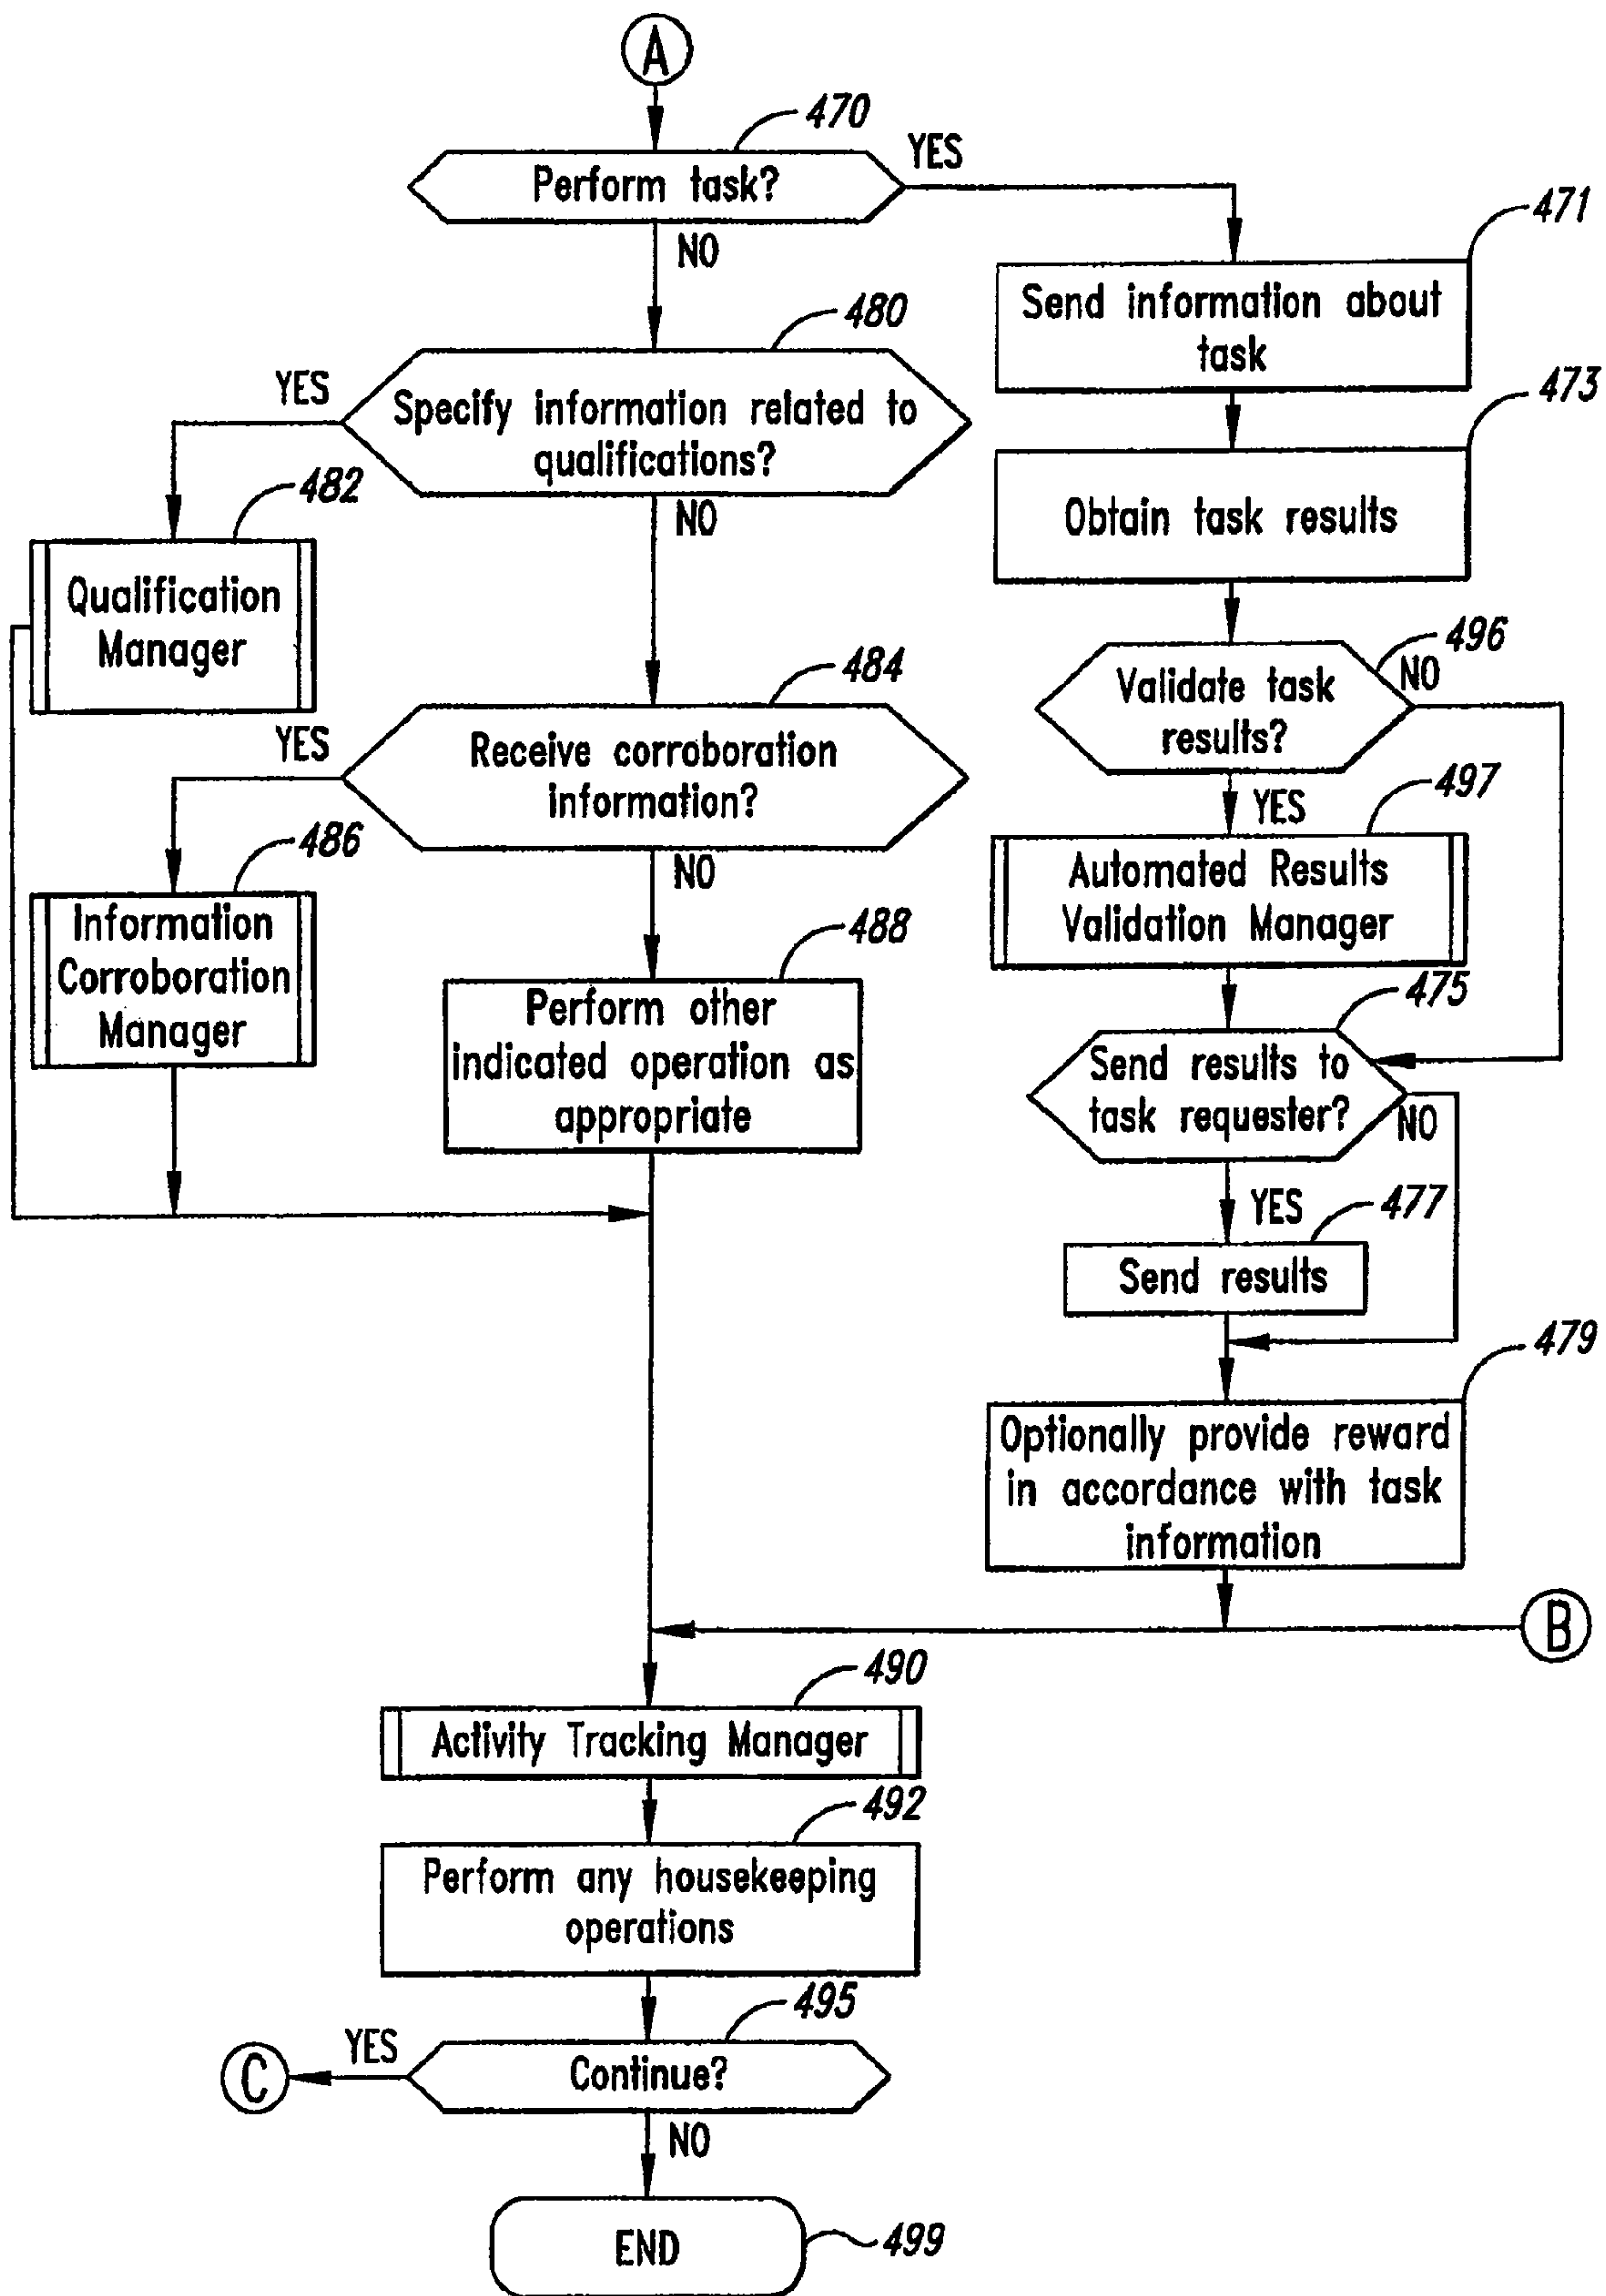 A
470
Perform task?
YES
NO
471
Send information about
task
480
YES
Specify information related to
qualifications?
NO
473
Obtain task results
482
Qualification
Manager
496
Validate task
results?
NO
YES
484
YES
Receive corroboration
information?
NO
497
Automated Results
Validation Manager
486
Information
Corroboration
Manager
488
Perform other
indicated operation as
appropriate
475
Send results to
task requester?
NO
YES
477
Send results
479
Optionally provide reward
in accordance with task
information
B
490
Activity Tracking Manager
492
Perform any housekeeping
operations
495
YES
C
Continue?
NO
END
499